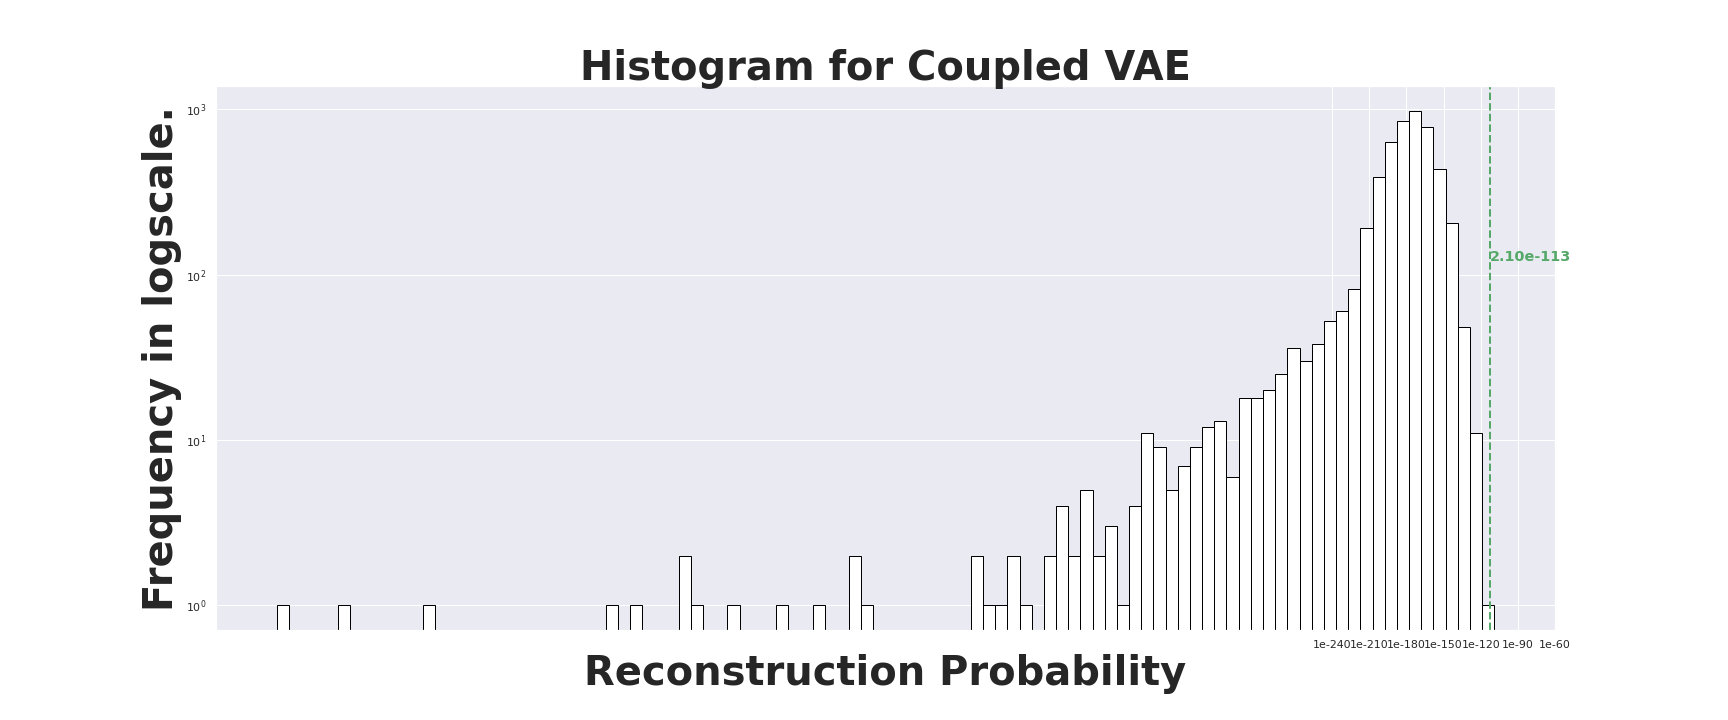 Histogram for Coupled VAE
Frequency in logscale.
10³
10²
10¹
10⁰
2.10e-113
1e-240 1e-210 1e-180 1e-150 1e-120 1e-90 1e-60
Reconstruction Probability